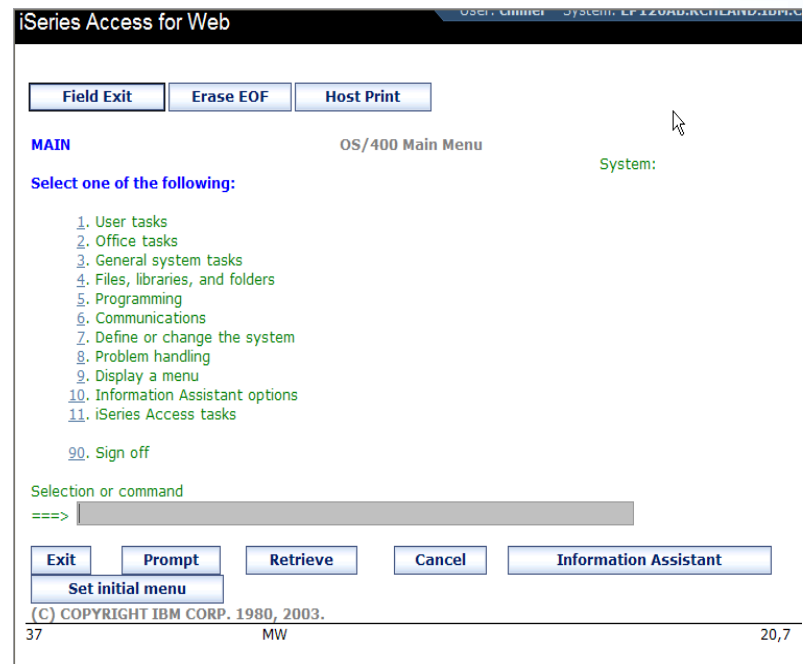 iSeries Access for Web
User: System:
Field Exit Erase EOF Host Print
MAIN OS/400 Main Menu
System:
Select one of the following:
1. User tasks
2. Office tasks
3. General system tasks
4. Files, libraries, and folders
5. Programming
6. Communications
7. Define or change the system
8. Problem handling
9. Display a menu
10. Information Assistant options
11. iSeries Access tasks
90. Sign off
Selection or command
===>
Exit Prompt Retrieve Cancel Information Assistant
Set initial menu
(C) COPYRIGHT IBM CORP. 1980, 2003.
37 MW 20,7